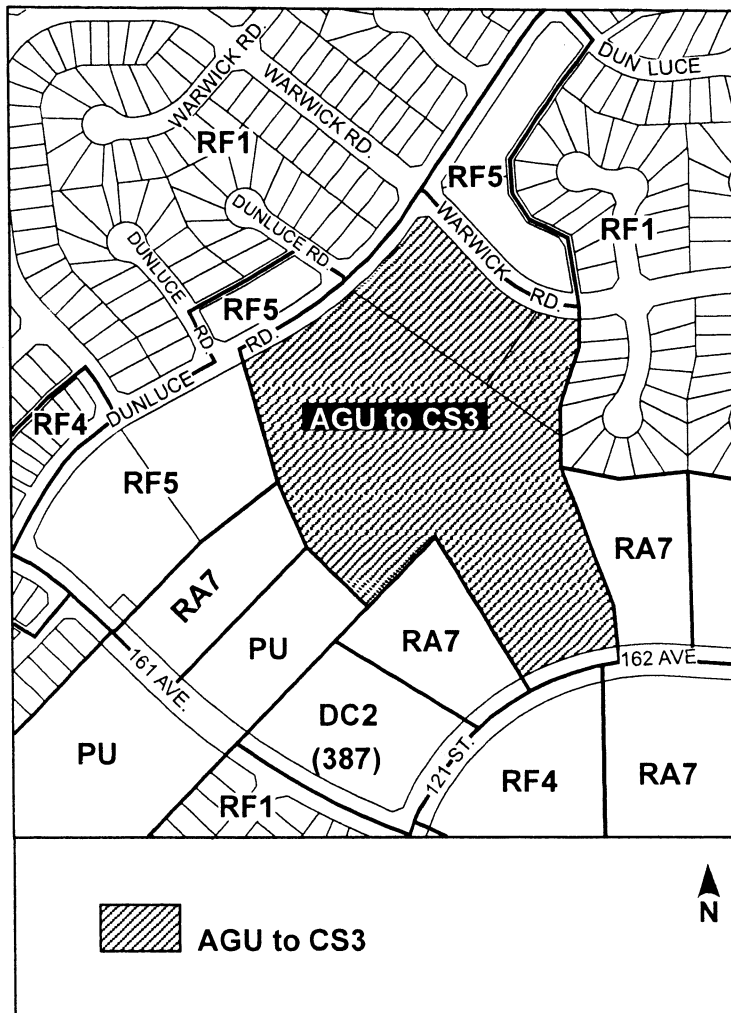 WARWICK RD.
WARWICK RD.
DUN LUCE
RF1
RF5
RF1
WARWICK RD.
DUNLUCE RD
DUNLUCE RD
RF5
DUNLUCE RD.
AGU to CS3
RF4
RF5
RA7
RA7
RA7
PU
161 AVE.
162 AVE
DC2
(387)
PU
121 ST.
RF4
RA7
RF1
AGU to CS3
N